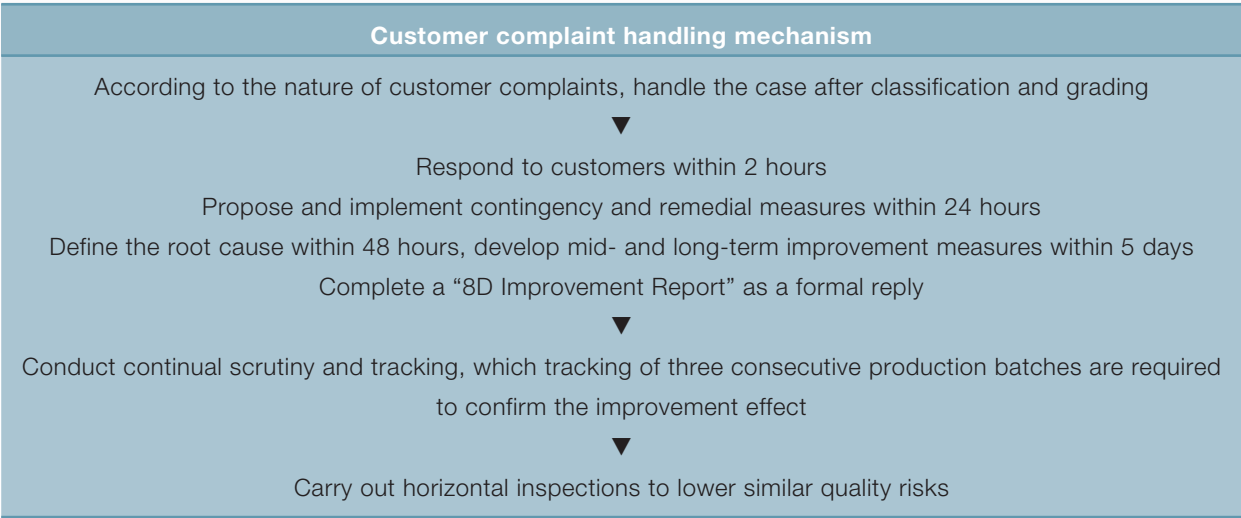 Customer complaint handling mechanism
According to the nature of customer complaints, handle the case after classification and grading
▼
Respond to customers within 2 hours
Propose and implement contingency and remedial measures within 24 hours
Define the root cause within 48 hours, develop mid- and long-term improvement measures within 5 days
Complete a “8D Improvement Report” as a formal reply
▼
Conduct continual scrutiny and tracking, which tracking of three consecutive production batches are required
to confirm the improvement effect
▼
Carry out horizontal inspections to lower similar quality risks